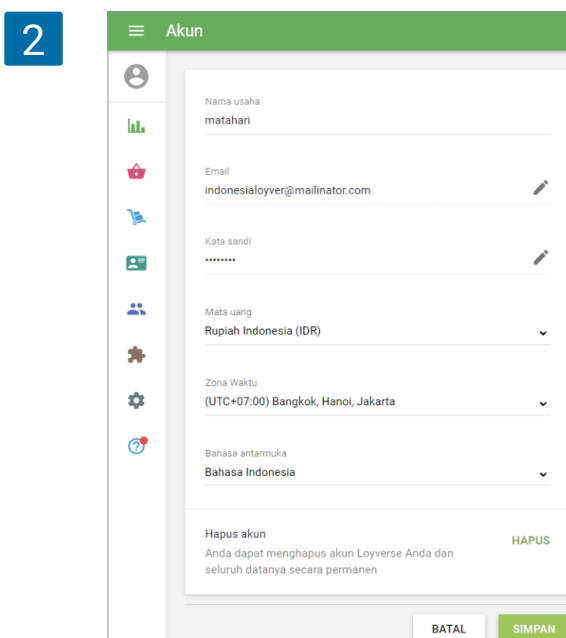 2
Akun
Nama usaha
matahari
Email
indonesialoyver@mailinator.com
Kata sandi
••••••••
Mata uang
Rupiah Indonesia (IDR)
Zona Waktu
(UTC+07:00) Bangkok, Hanoi, Jakarta
Bahasa antarmuka
Bahasa Indonesia
Hapus akun
HAPUS
Anda dapat menghapus akun Loyverse Anda dan
seluruh datanya secara permanen
BATAL SIMPAN